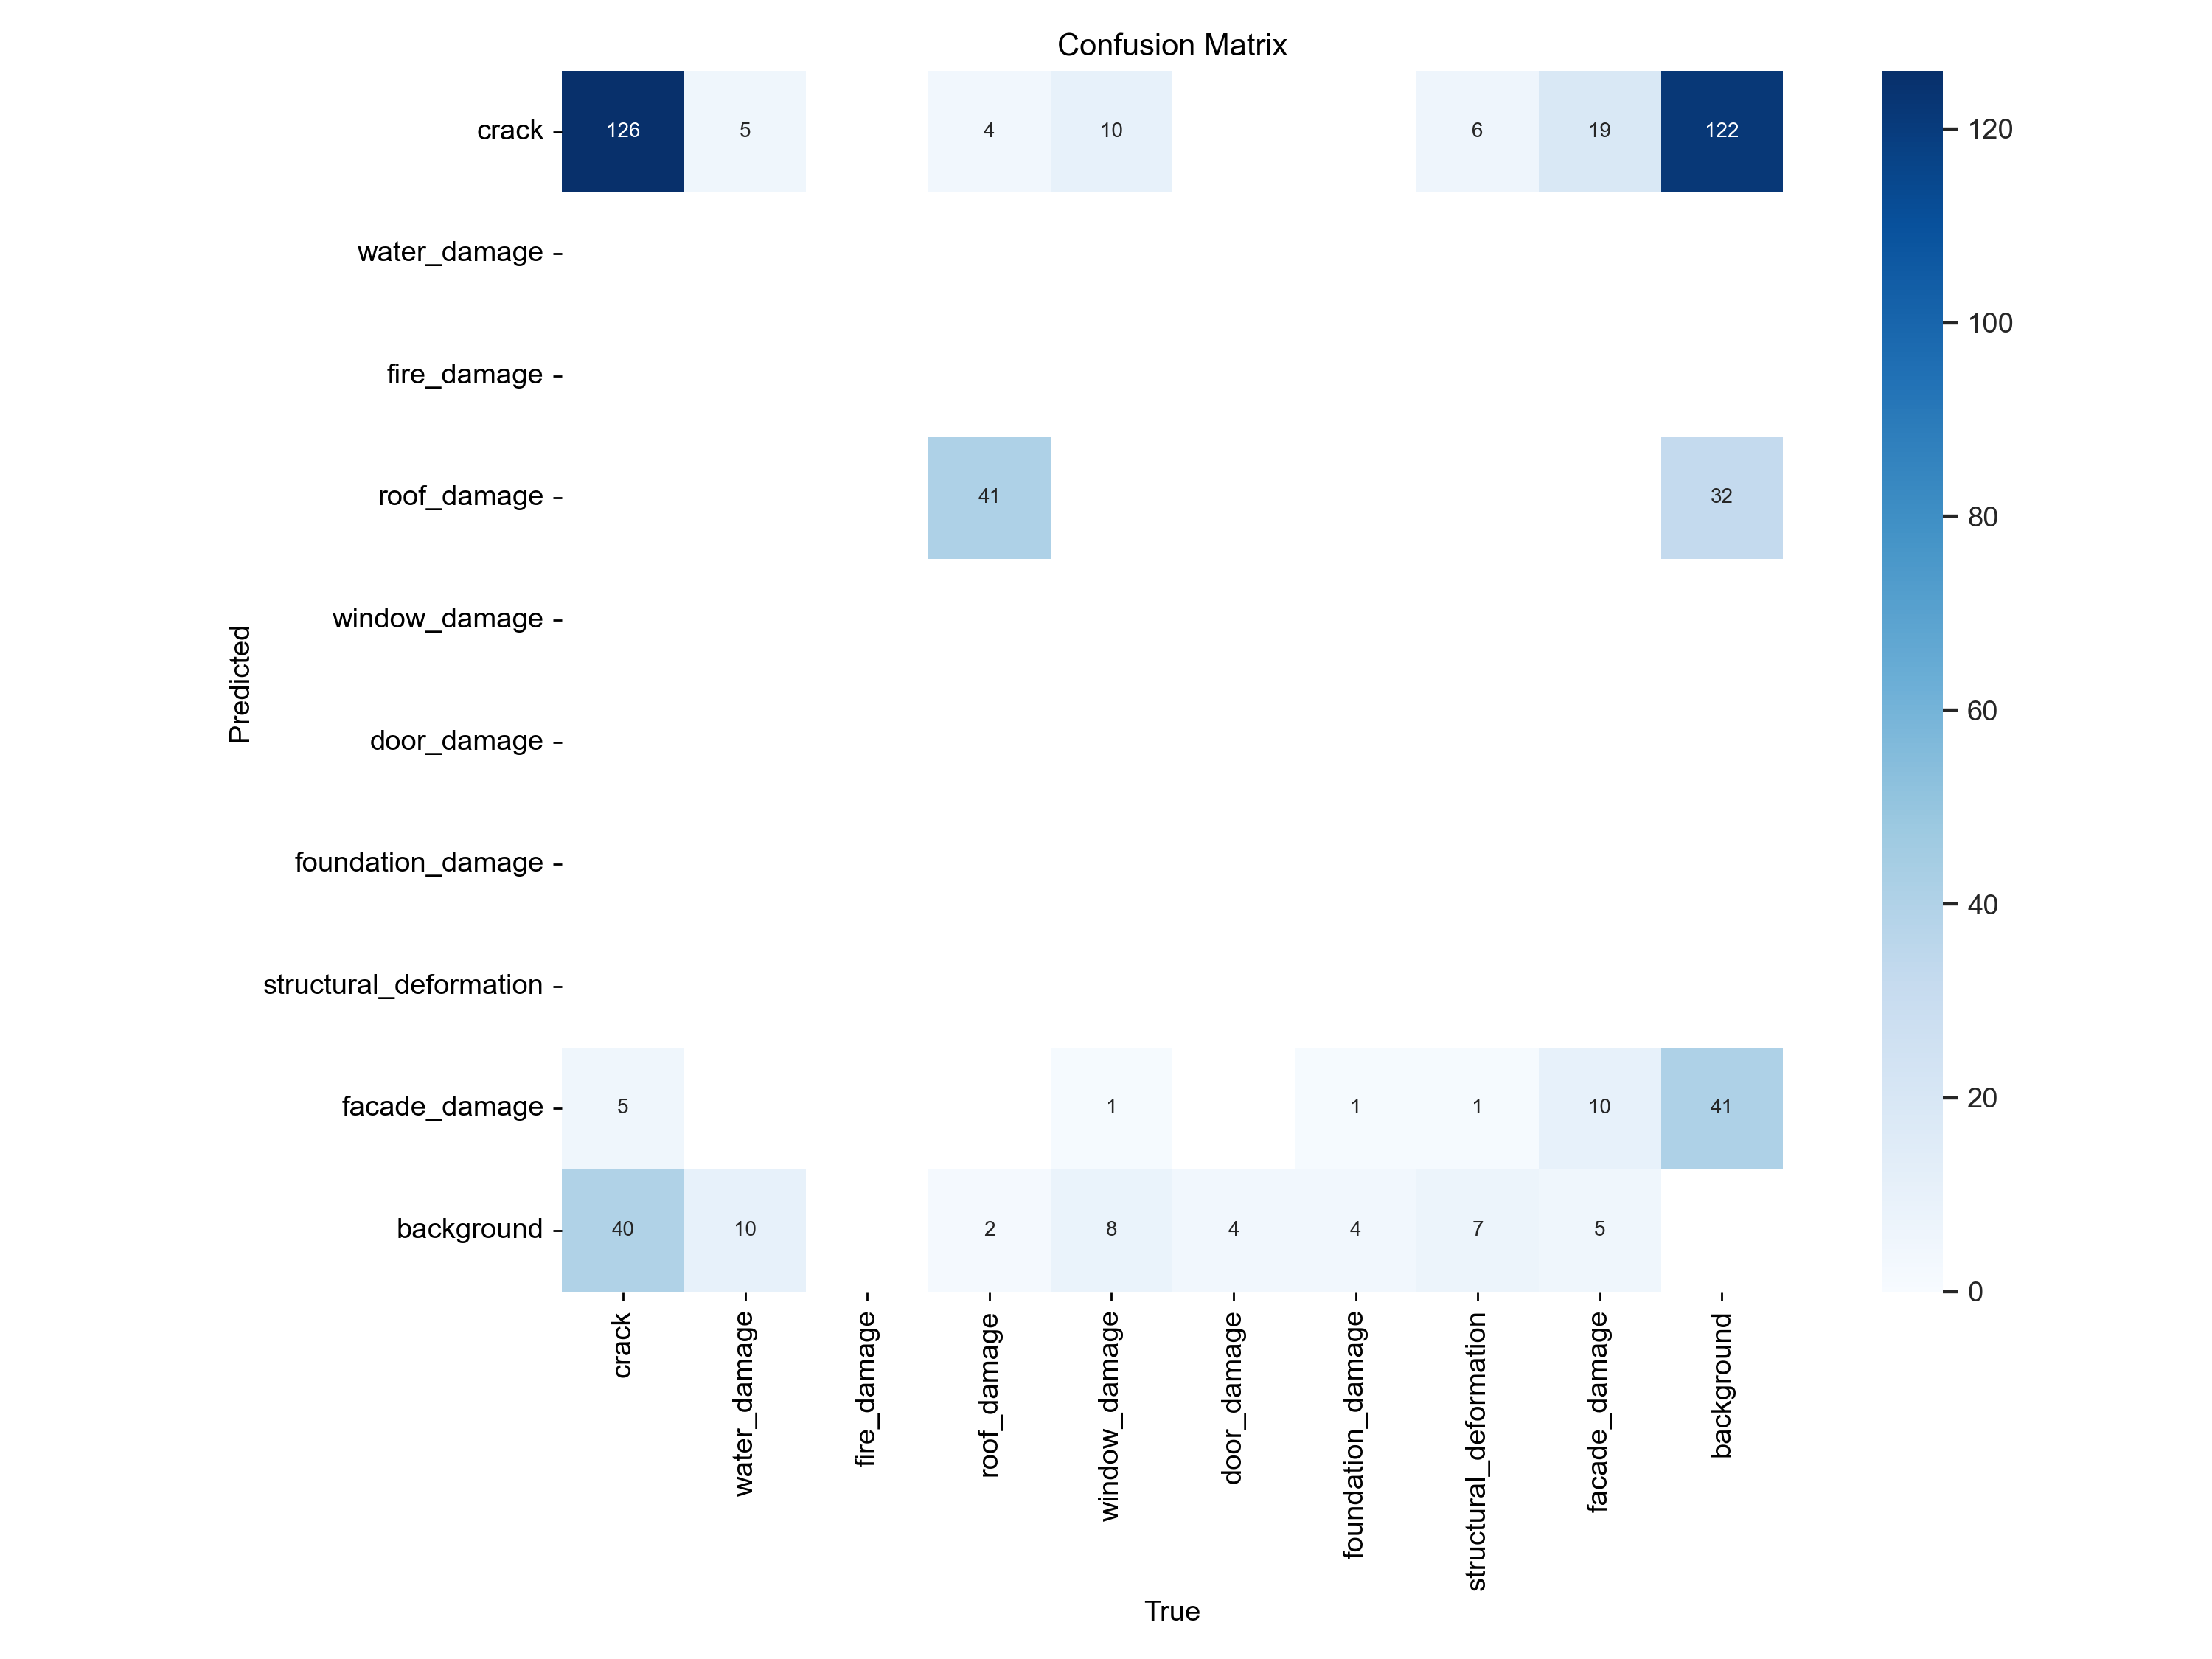 Confusion Matrix
crack 126 5 4 10 6 19 122
water_damage
fire_damage
roof_damage 41 32
window_damage
door_damage
foundation_damage
structural_deformation
facade_damage 5 1 1 1 10 41
background 40 10 2 8 4 4 7 5
Predicted
crack
water_damage
fire_damage
roof_damage
window_damage
door_damage
foundation_damage
structural_deformation
facade_damage
background
True
120
100
80
60
40
20
0